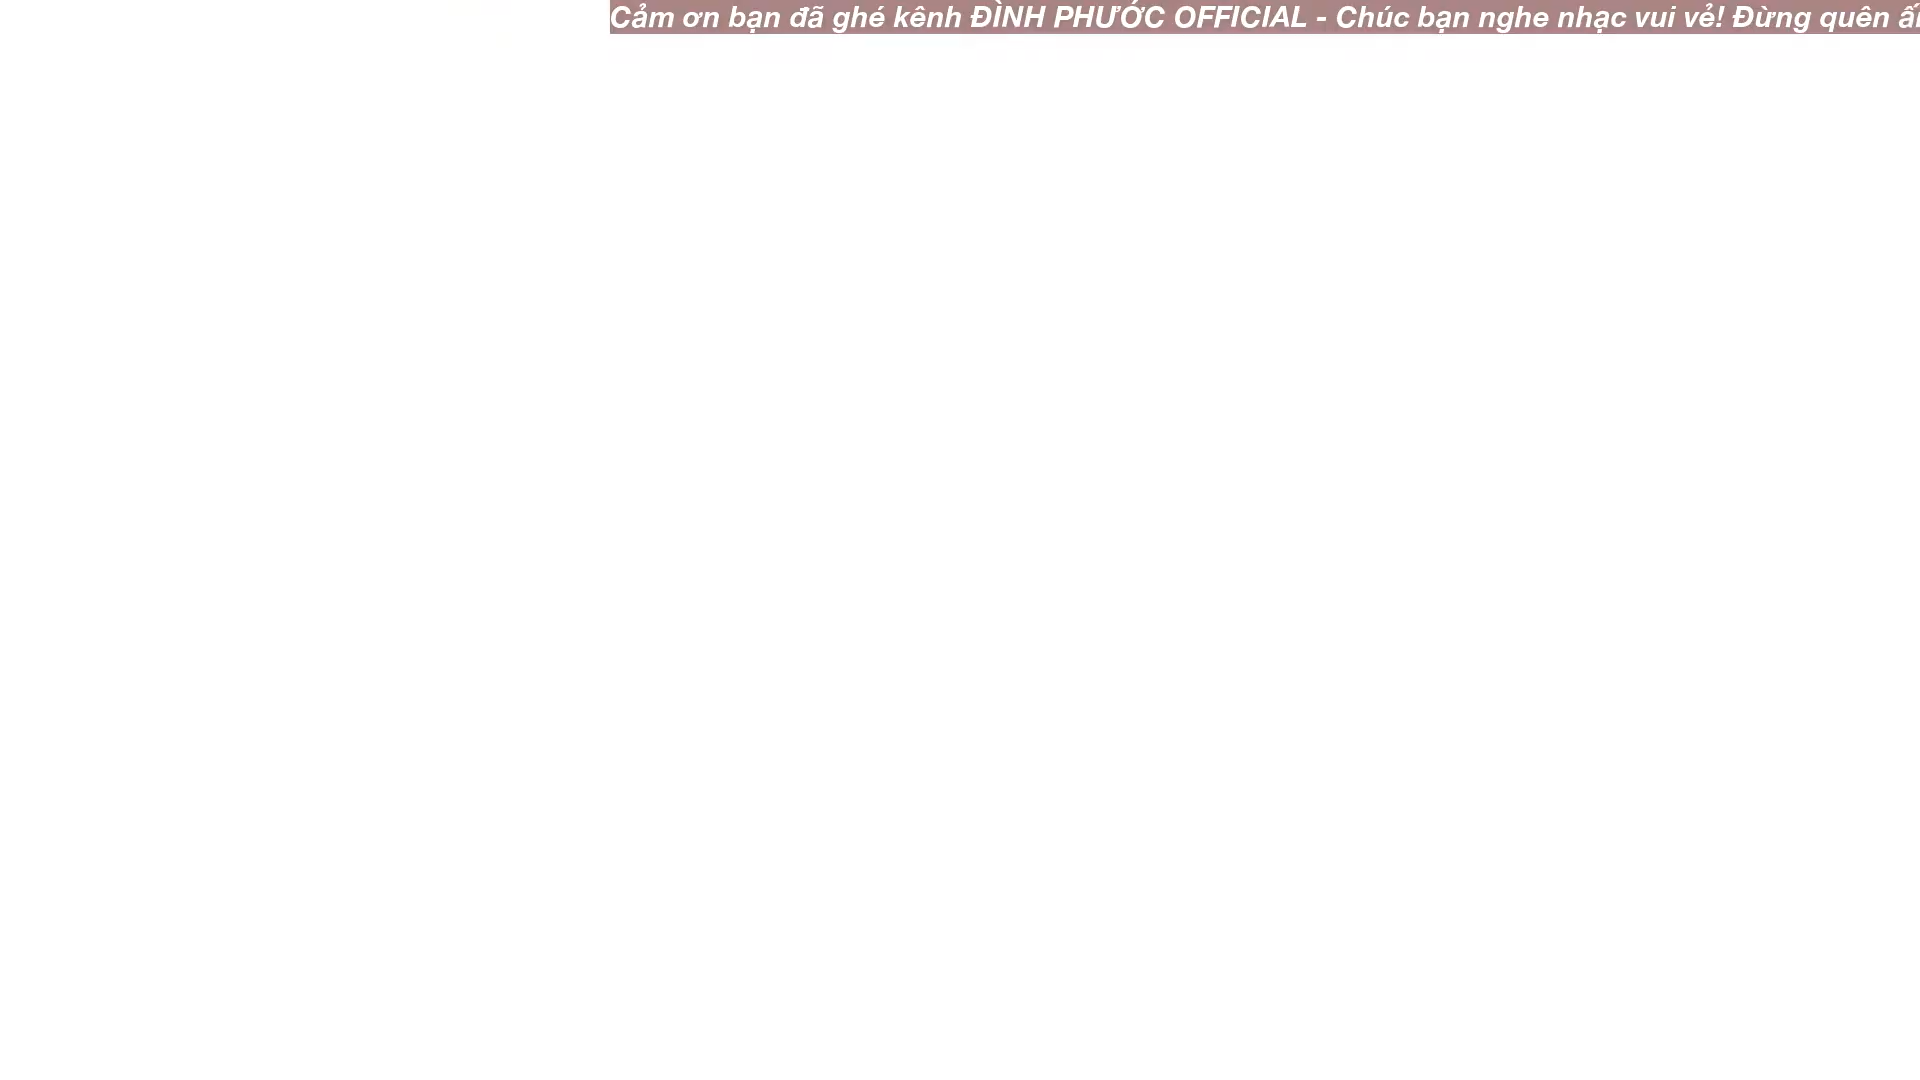 Cảm ơn bạn đã ghé kênh ĐÌNH PHƯỚC OFFICIAL - Chúc bạn nghe nhạc vui vẻ! Đừng quên